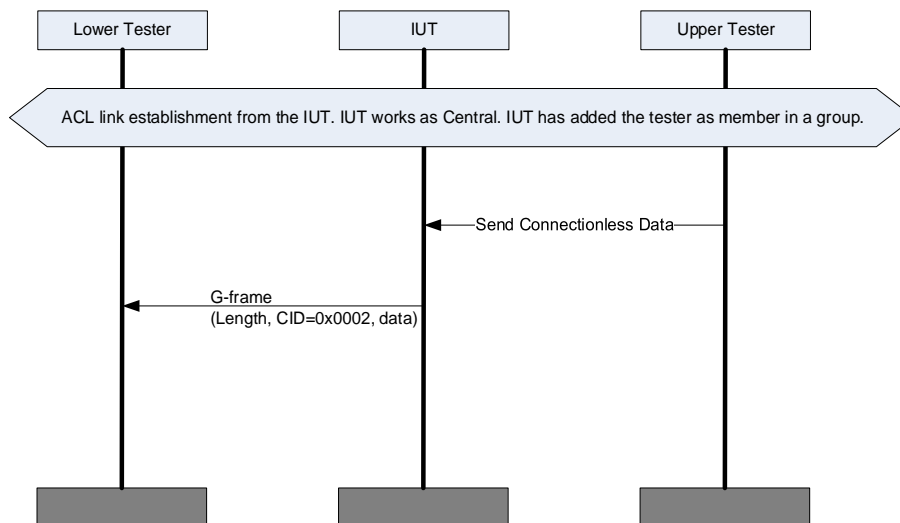 Lower Tester
IUT
Upper Tester
ACL link establishment from the IUT. IUT works as Central. IUT has added the tester as member in a group.
Send Connectionless Data
G-frame
(Length, CID=0x0002, data)